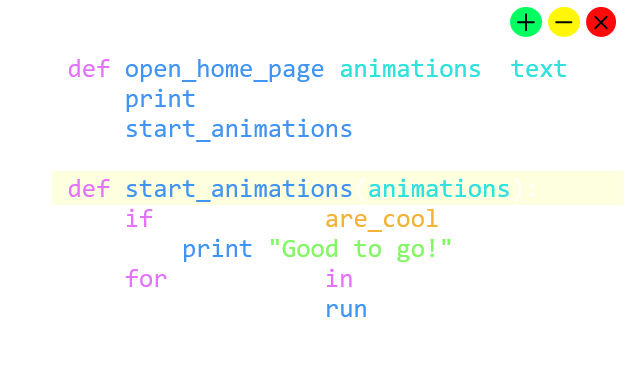 def open_home_page animations text
print
start_animations
def start_animations animations
if are_cool
print "Good to go!"
for in
run